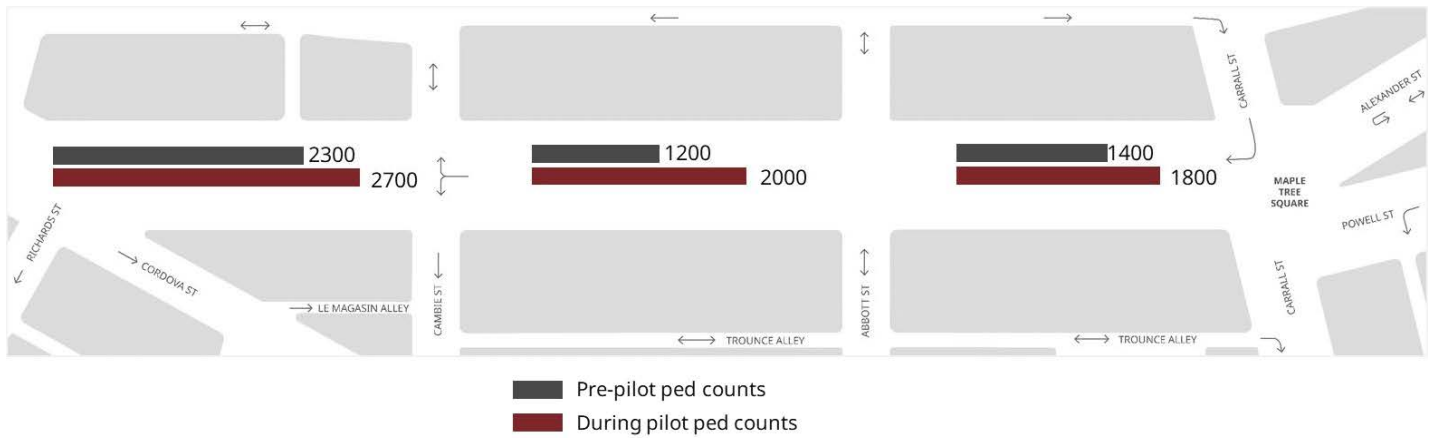 CARRALL ST
ALEXANDER ST
2300
2700
1200
2000
1400
1800
MAPLE
TREE
SQUARE
POWELL ST
RICHARDS ST
CORDOVA ST
LE MAGASIN ALLEY
CAMBIE ST
ABBOTT ST
CARRALL ST
TROUNCE ALLEY
TROUNCE ALLEY
Pre-pilot ped counts
During pilot ped counts